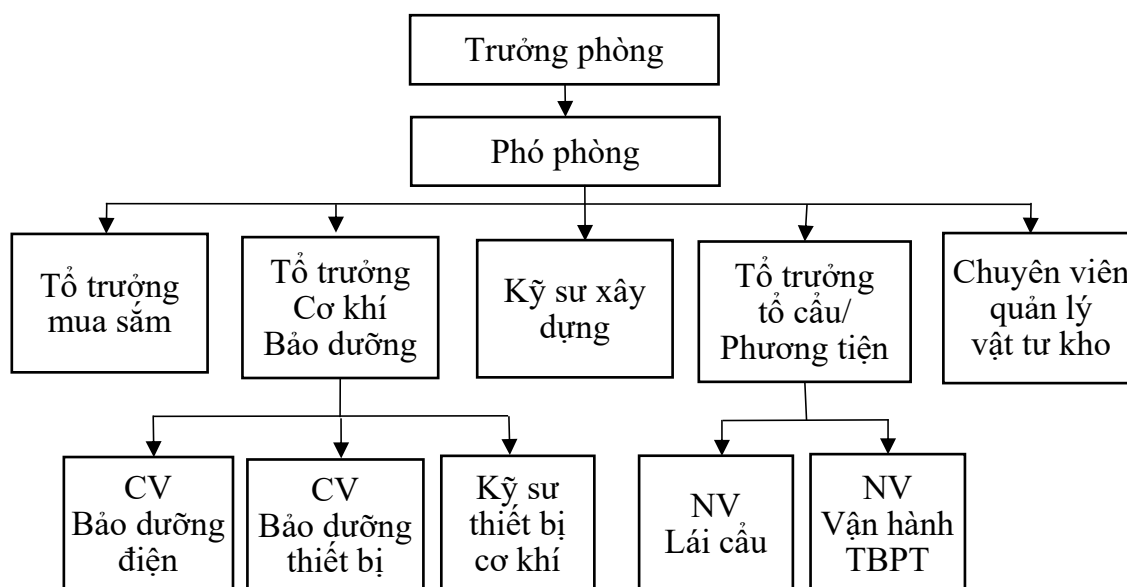 Trưởng phòng
Phó phòng
Tổ trưởng
mua sắm
Tổ trưởng
Cơ khí
Bảo dưỡng
Kỹ sư xây
dựng
Tổ trưởng
tổ cẩu/
Phương tiện
Chuyên viên
quản lý
vật tư kho
CV
Bảo dưỡng
điện
CV
Bảo dưỡng
thiết bị
Kỹ sư
thiết bị
cơ khí
NV
Lái cẩu
NV
Vận hành
TBPT